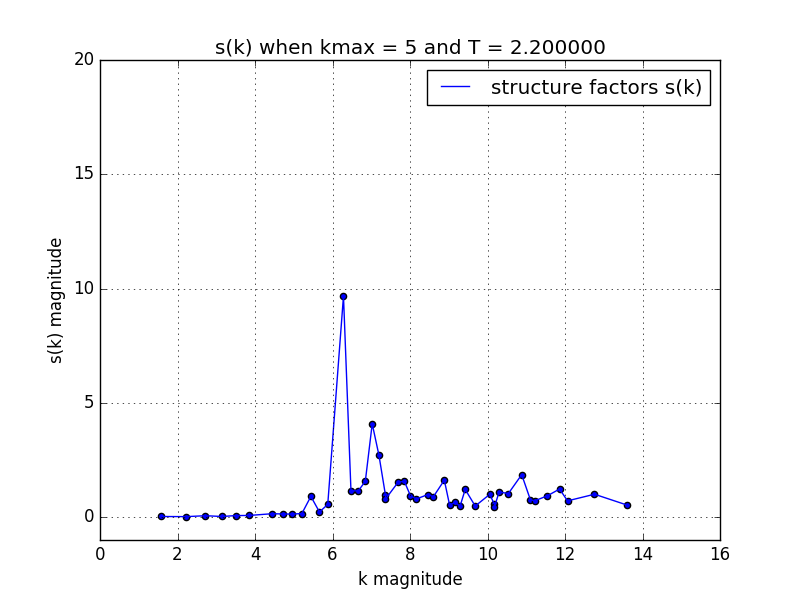 s(k) when kmax = 5 and T = 2.200000
structure factors s(k)
20
15
10
5
0
s(k) magnitude
0 2 4 6 8 10 12 14 16
k magnitude